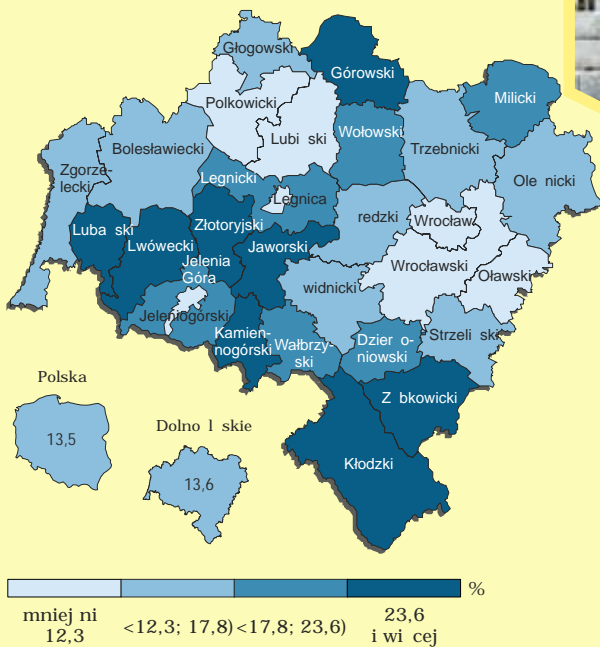 Głogowski
Górowski
Milicki
Polkowicki
Lubi ski
Wołowski
Trzebnicki
Bolesławiecki
Zgorze-
lecki
Legnicki
Legnica
Ole nicki
redzki
Wrocław
Luba ski
Lwówecki
Złotoryjski
Jaworski
Jelenia
Góra
Wrocławski
Oławski
widnicki
Jeleniogórski
Kamien-
nogórski
Wałbrzy-
ski
Dzier o-
niowski
Strzeli ski
Z bkowicki
Kłodzki
Polska
13,5
Dolno l skie
13,6
%
mniej ni
12,3
<12,3; 17,8)
<17,8; 23,6)
23,6
i wi cej